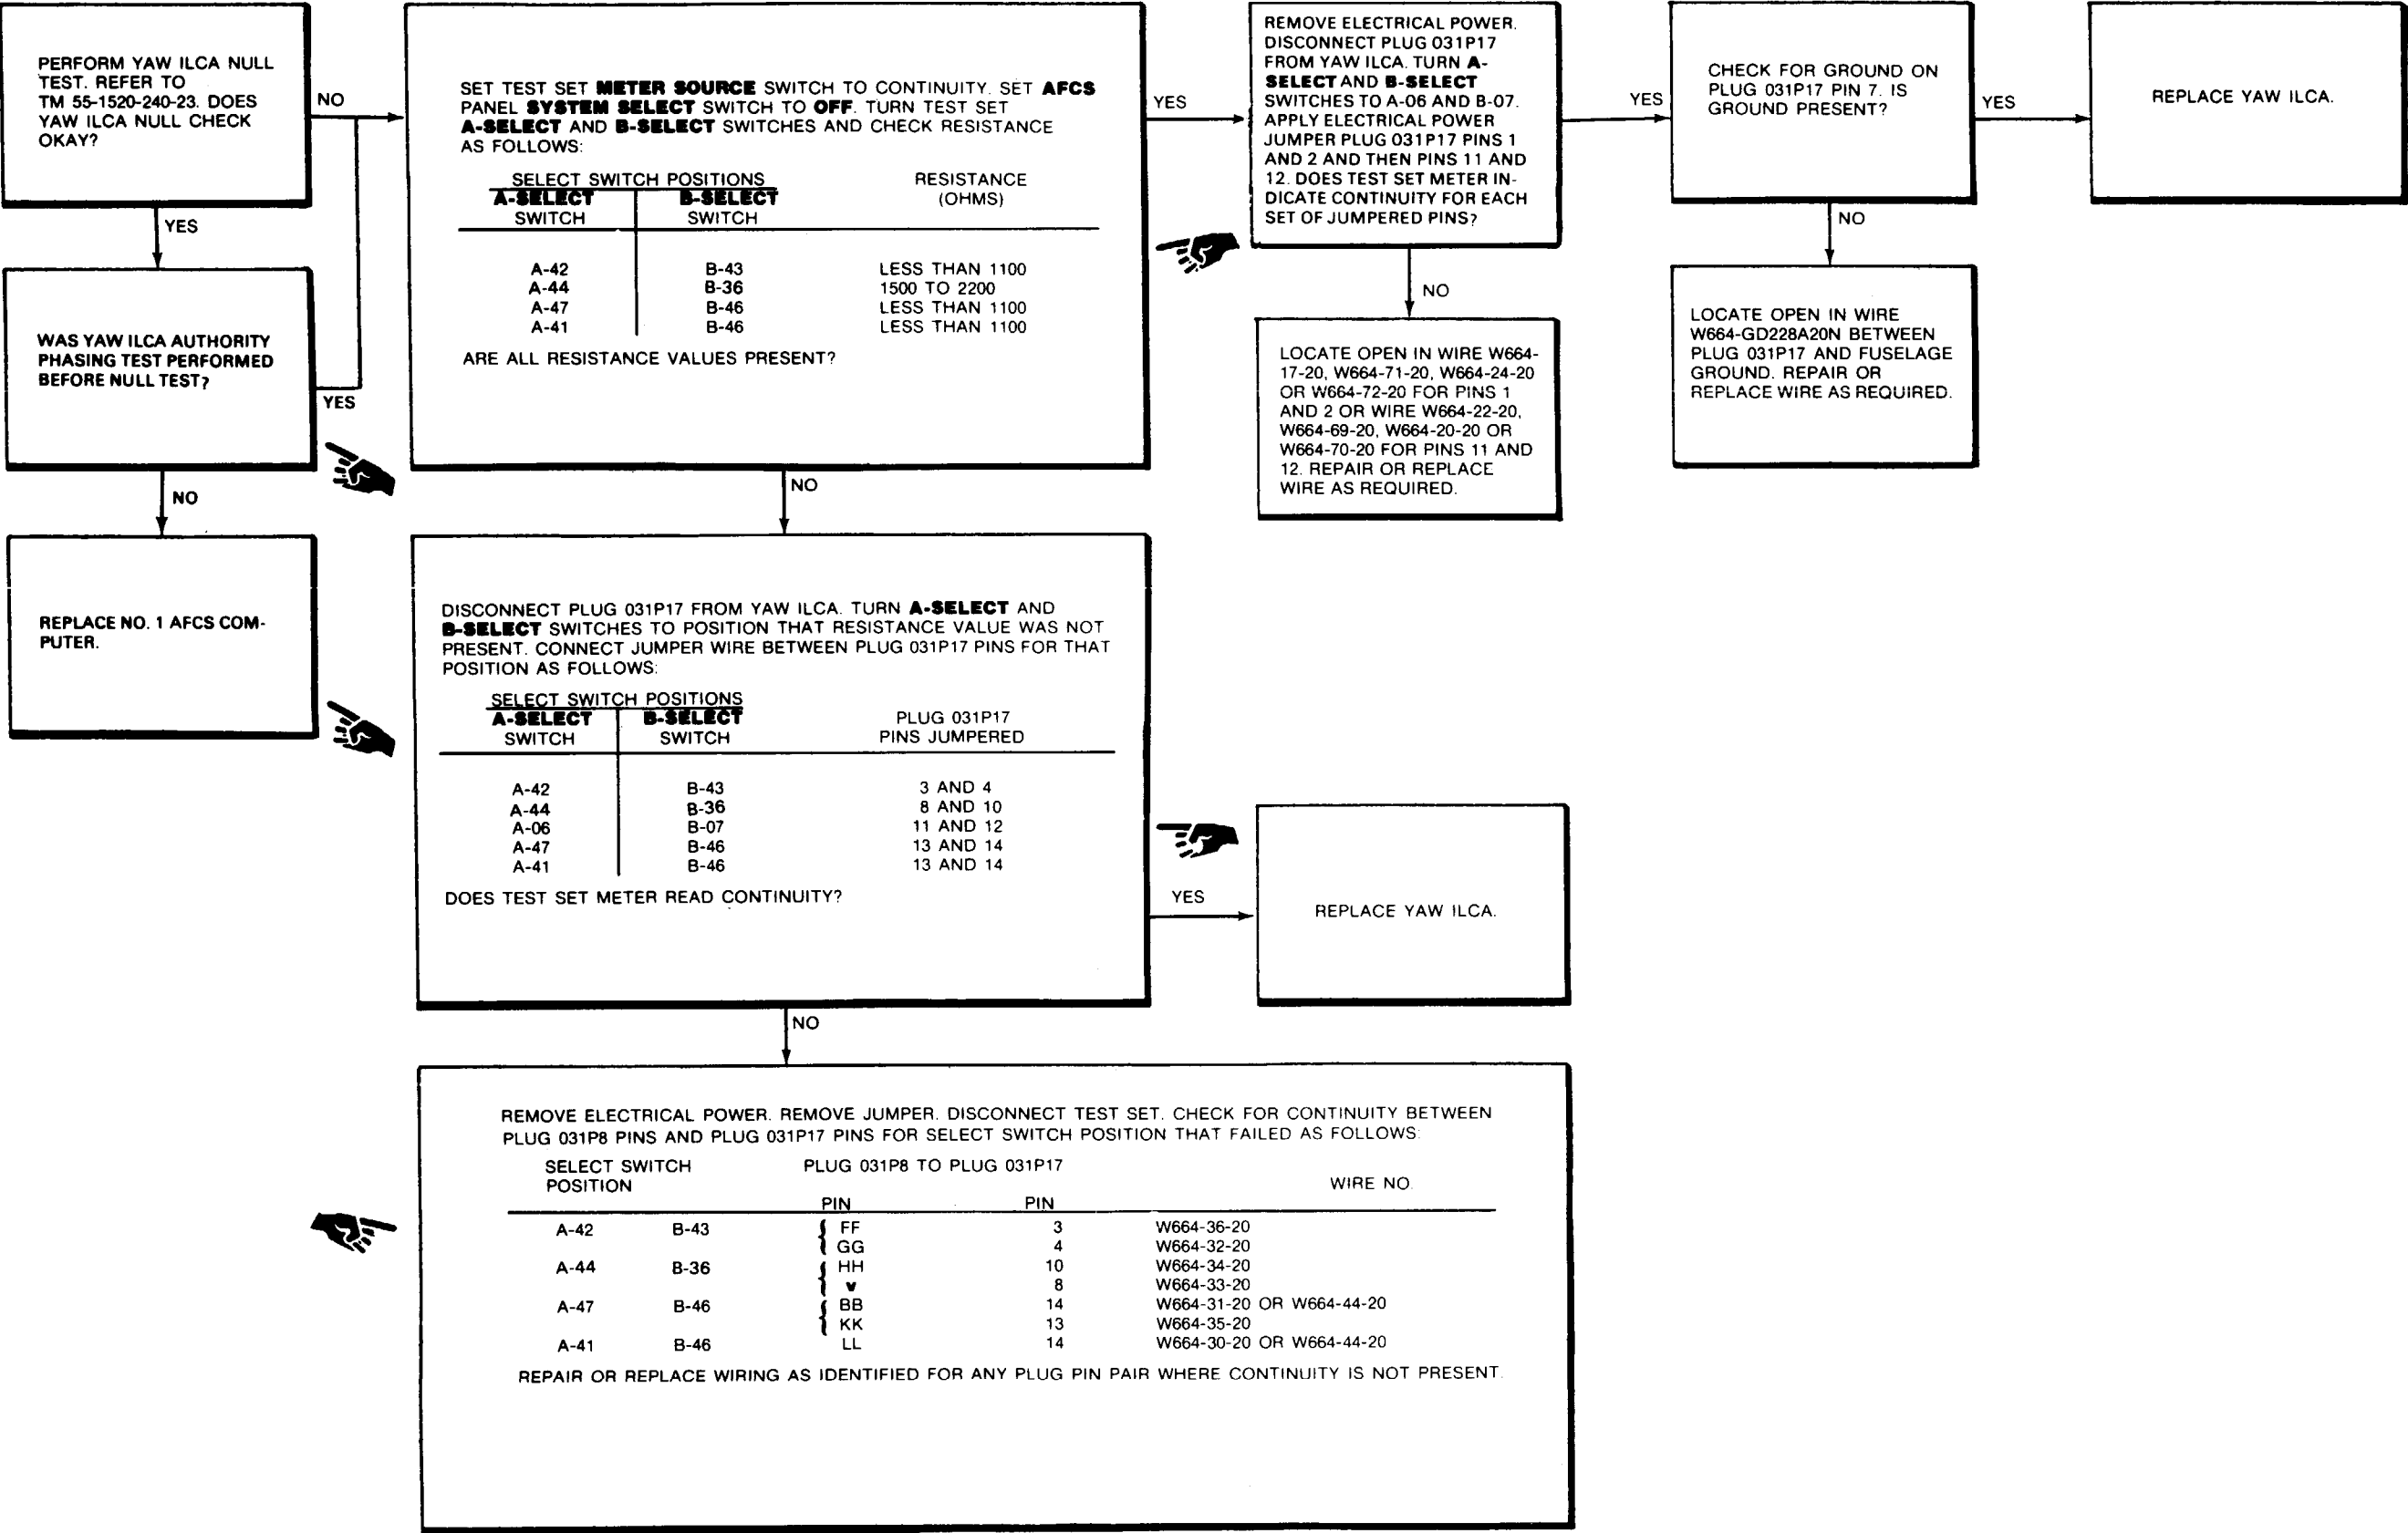 PERFORM YAW ILCA NULL
TEST. REFER TO
TM 55-1520-240-23. DOES
YAW ILCA NULL CHECK
OKAY?
NO
YES
WAS YAW ILCA AUTHORITY
PHASING TEST PERFORMED
BEFORE NULL TEST?
YES
NO
REPLACE NO. 1 AFCS COM-
PUTER.
SET TEST SET METER SOURCE SWITCH TO CONTINUITY. SET AFCS
PANEL SYSTEM SELECT SWITCH TO OFF. TURN TEST SET
A-SELECT AND B-SELECT SWITCHES AND CHECK RESISTANCE
AS FOLLOWS:
SELECT SWITCH POSITIONS RESISTANCE
A-SELECT B-SELECT (OHMS)
SWITCH SWITCH
A-42 B-43 LESS THAN 1100
A-44 B-36 1500 TO 2200
A-47 B-46 LESS THAN 1100
A-41 B-46 LESS THAN 1100
ARE ALL RESISTANCE VALUES PRESENT?
YES
NO
REMOVE ELECTRICAL POWER.
DISCONNECT PLUG 031P17
FROM YAW ILCA. TURN A-
SELECT AND B-SELECT
SWITCHES TO A-06 AND B-07.
APPLY ELECTRICAL POWER
JUMPER PLUG 031P17 PINS 1
AND 2 AND THEN PINS 11 AND
12. DOES TEST SET METER IN-
DICATE CONTINUITY FOR EACH
SET OF JUMPERED PINS?
YES
NO
LOCATE OPEN IN WIRE W664-
17-20, W664-71-20, W664-24-20
OR W664-72-20 FOR PINS 1
AND 2 OR WIRE W664-22-20,
W664-69-20, W664-20-20 OR
W664-70-20 FOR PINS 11 AND
12. REPAIR OR REPLACE
WIRE AS REQUIRED.
CHECK FOR GROUND ON
PLUG 031P17 PIN 7. IS
GROUND PRESENT?
YES
NO
REPLACE YAW ILCA.
LOCATE OPEN IN WIRE
W664-GD228A20N BETWEEN
PLUG 031P17 AND FUSELAGE
GROUND. REPAIR OR
REPLACE WIRE AS REQUIRED.
DISCONNECT PLUG 031P17 FROM YAW ILCA. TURN A-SELECT AND
B-SELECT SWITCHES TO POSITION THAT RESISTANCE VALUE WAS NOT
PRESENT. CONNECT JUMPER WIRE BETWEEN PLUG 031P17 PINS FOR THAT
POSITION AS FOLLOWS:
SELECT SWITCH POSITIONS
A-SELECT B-SELECT PLUG 031P17
SWITCH SWITCH PINS JUMPERED
A-42 B-43 3 AND 4
A-44 B-36 8 AND 10
A-06 B-07 11 AND 12
A-47 B-46 13 AND 14
A-41 B-46 13 AND 14
DOES TEST SET METER READ CONTINUITY?
YES
NO
REPLACE YAW ILCA.
REMOVE ELECTRICAL POWER. REMOVE JUMPER. DISCONNECT TEST SET. CHECK FOR CONTINUITY BETWEEN
PLUG 031P8 PINS AND PLUG 031P17 PINS FOR SELECT SWITCH POSITION THAT FAILED AS FOLLOWS:
SELECT SWITCH PLUG 031P8 TO PLUG 031P17
POSITION WIRE NO.
PIN PIN
A-42 B-43 { FF 3 W664-36-20
GG 4 W664-32-20
A-44 B-36 { HH 10 W664-34-20
v 8 W664-33-20
A-47 B-46 { BB 14 W664-31-20 OR W664-44-20
KK 13 W664-35-20
A-41 B-46 LL 14 W664-30-20 OR W664-44-20
REPAIR OR REPLACE WIRING AS IDENTIFIED FOR ANY PLUG PIN PAIR WHERE CONTINUITY IS NOT PRESENT.